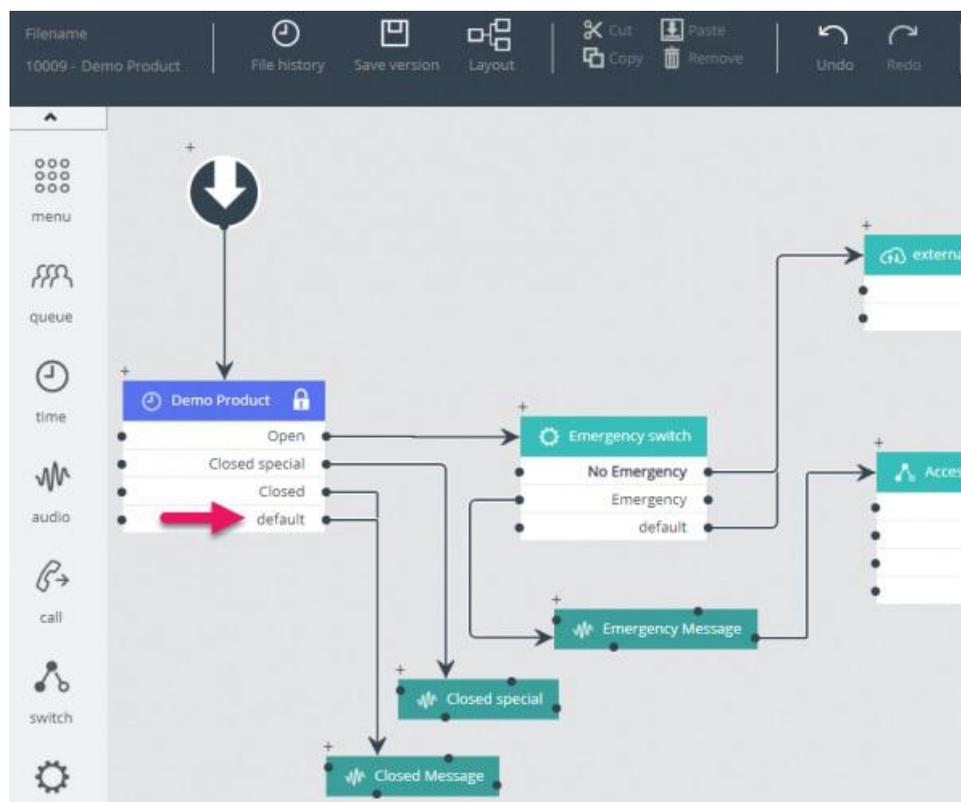 Filename
10009 - Demo Product
File history
Save version
Layout
Cut
Copy
Paste
Remove
Undo
Redo
menu
queue
time
audio
call
switch
Demo Product
Open
Closed special
Closed
default
Emergency switch
No Emergency
Emergency
default
externa
Acces
Emergency Message
Closed special
Closed Message